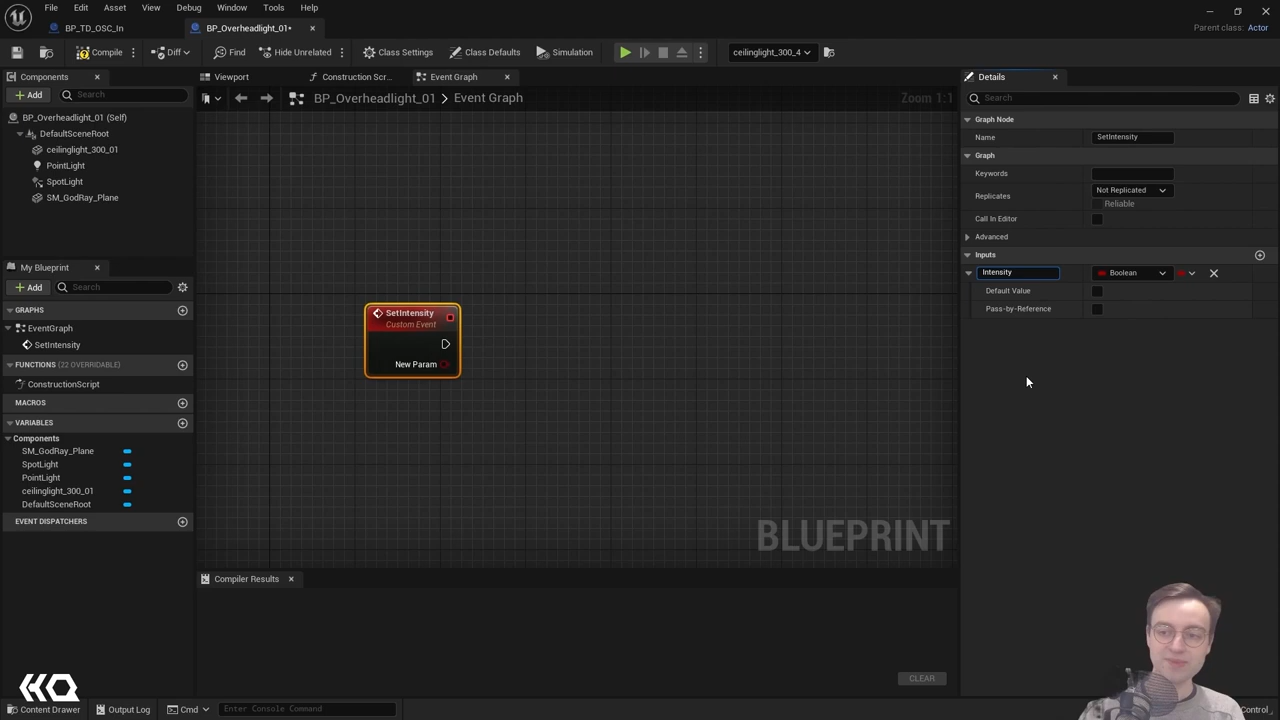 File Edit Asset View Debug Window Tools Help
BP_TD_OSC_In
BP_Overheadlight_01•
Parent class: Actor
Compile
Diff
Find
Hide Unrelated
Class Settings
Class Defaults
Simulation
ceilinglight_300_4
Components
Add
Search
BP_Overheadlight_01 (Self)
DefaultSceneRoot
ceilinglight_300_01
PointLight
SpotLight
SM_GodRay_Plane
My Blueprint
Add
Search
GRAPHS
EventGraph
SetIntensity
FUNCTIONS (22 OVERRIDABLE)
ConstructionScript
MACROS
VARIABLES
Components
SM_GodRay_Plane
SpotLight
PointLight
ceilinglight_300_01
DefaultSceneRoot
EVENT DISPATCHERS
Viewport
Construction Scr...
Event Graph
BP_Overheadlight_01 > Event Graph
Zoom 1:1
SetIntensity
Custom Event
New Param
BLUEPRINT
Compiler Results
CLEAR
Details
Search
Graph Node
Name
SetIntensity
Graph
Keywords
Replicates
Not Replicated
Reliable
Call In Editor
Advanced
Inputs
Intensity
Boolean
Default Value
Pass-by-Reference
HQ
Content Drawer
Output Log
Cmd
Enter Console Command
Control